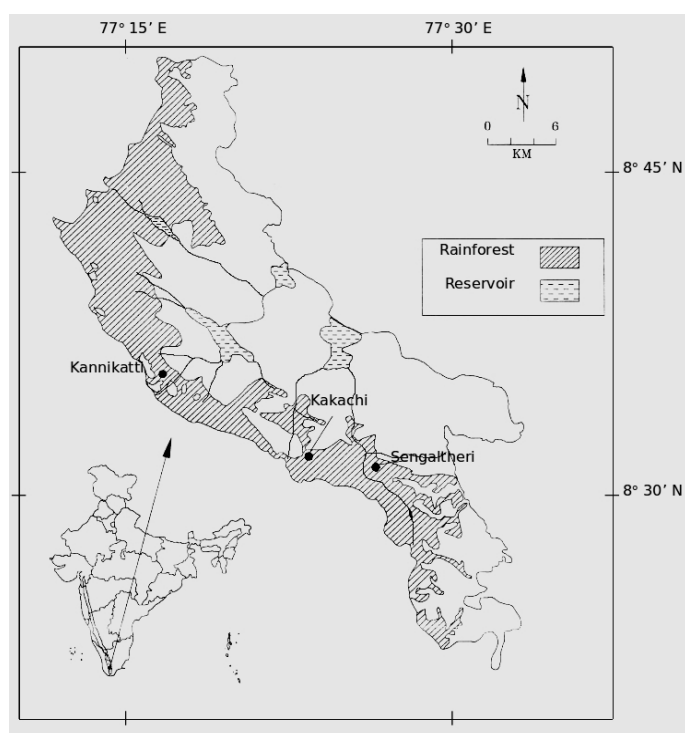 77° 15′ E
77° 30′ E
N
0 6
KM
8° 45′ N
Rainforest
Reservoir
Kannikatti
Kakachi
Sengaltheri
8° 30′ N